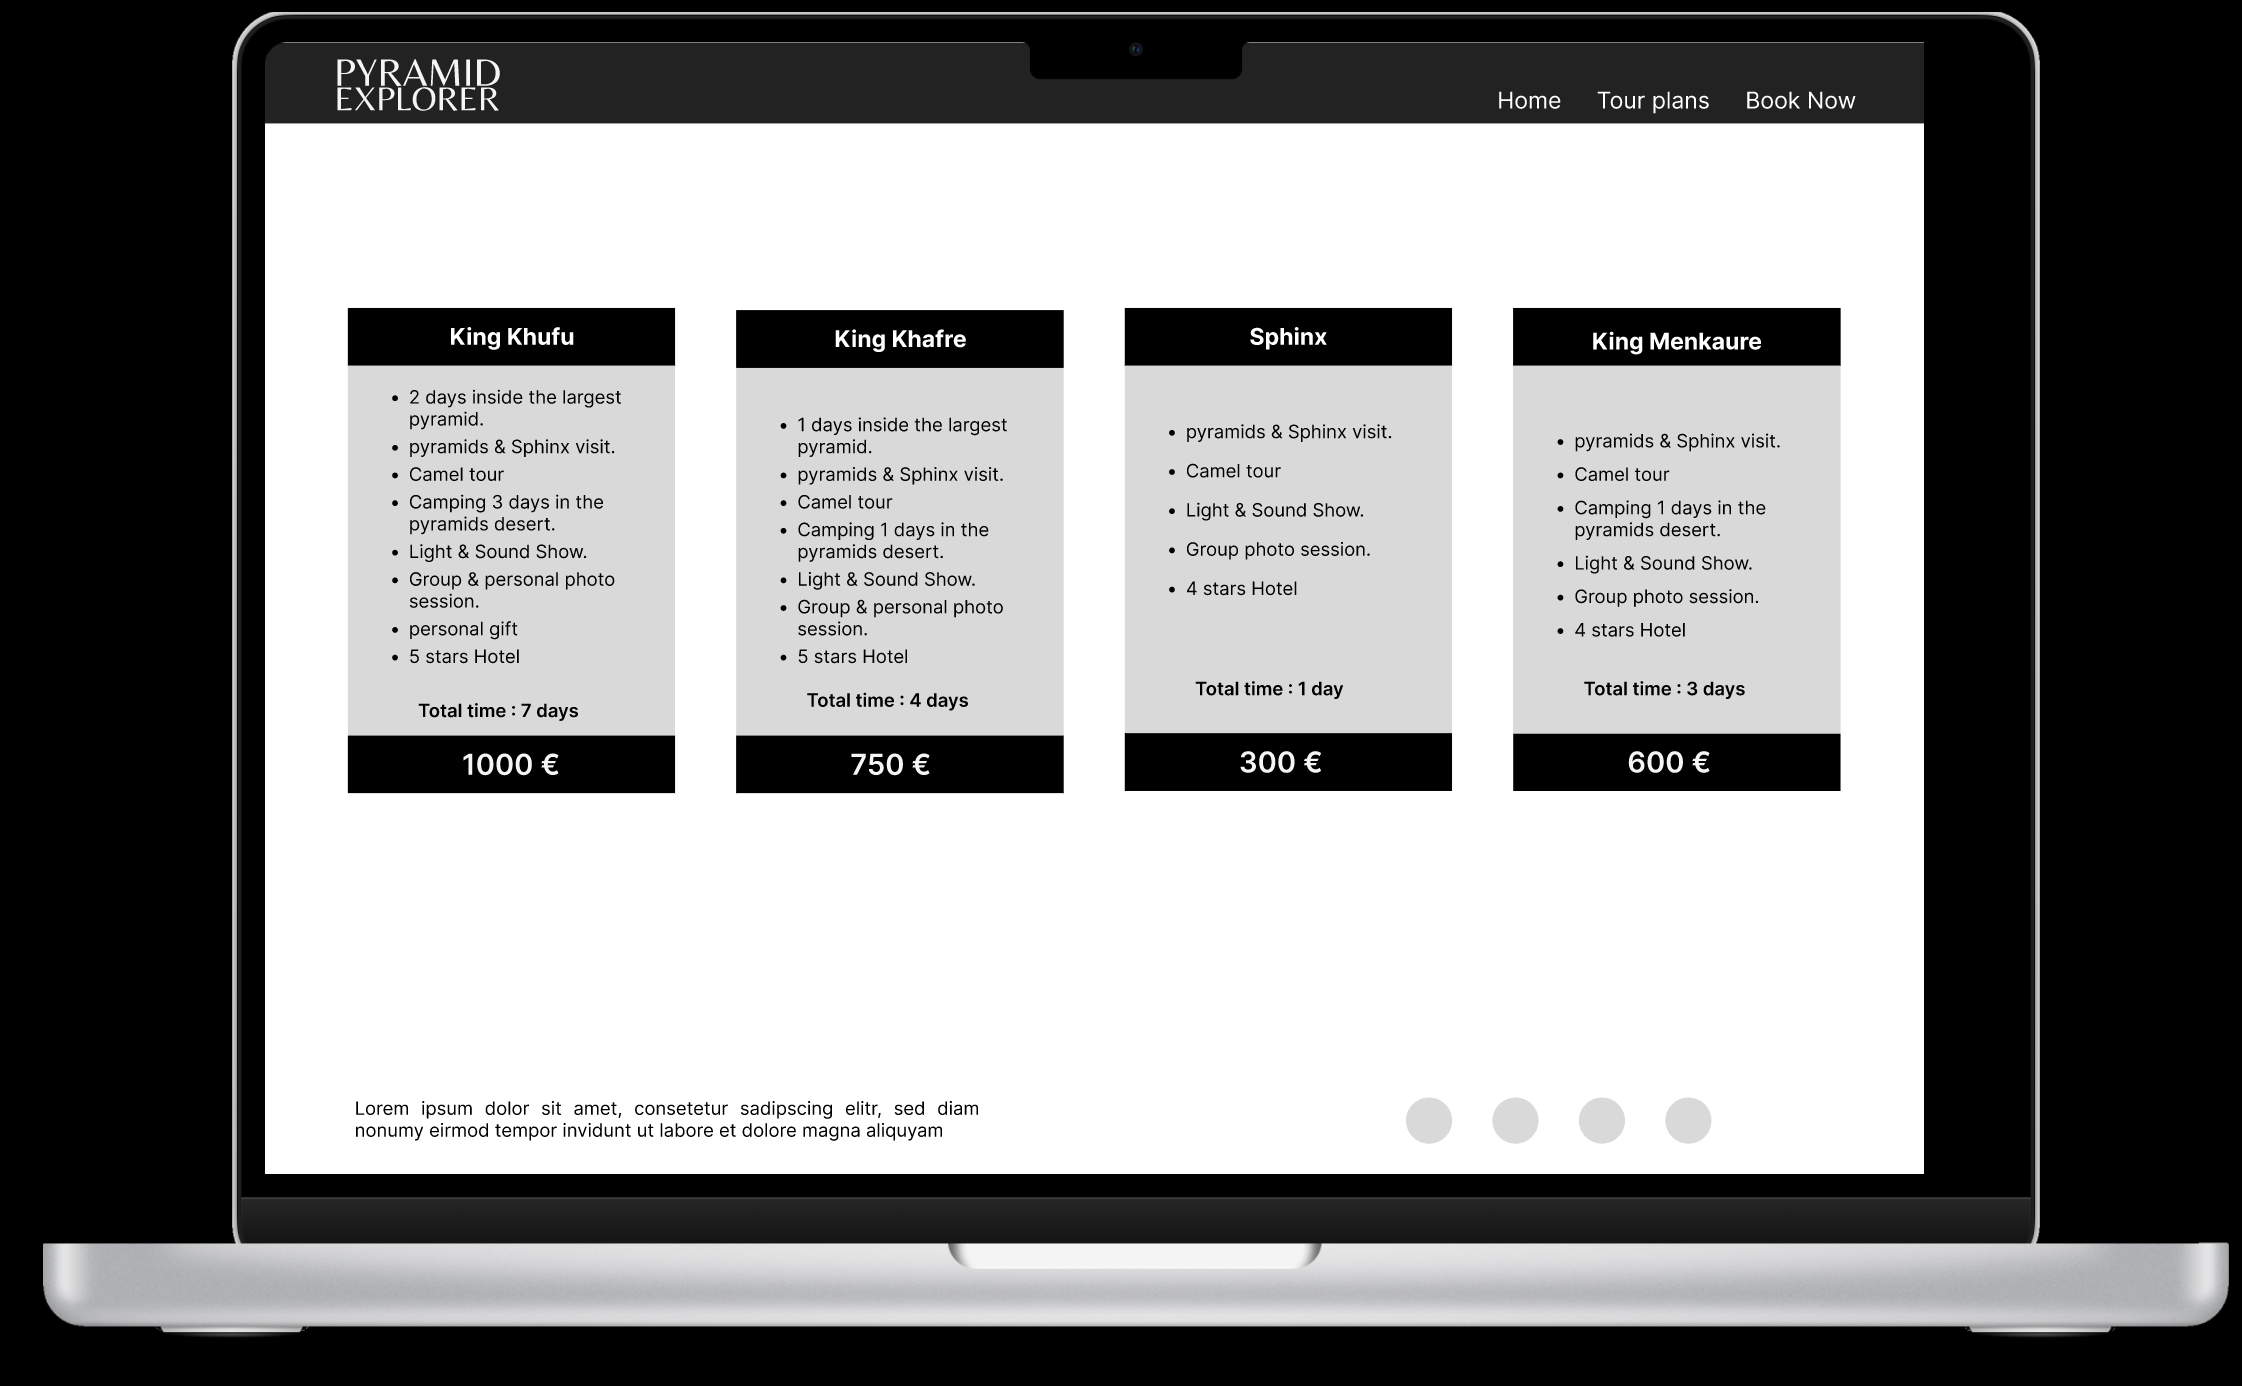 PYRAMID
EXPLORER
Home Tour plans Book Now
King Khufu
• 2 days inside the largest
pyramid.
• pyramids & Sphinx visit.
• Camel tour
• Camping 3 days in the
pyramids desert.
• Light & Sound Show.
• Group & personal photo
session.
• personal gift
• 5 stars Hotel
Total time : 7 days
1000 €
King Khafre
• 1 days inside the largest
pyramid.
• pyramids & Sphinx visit.
• Camel tour
• Camping 1 days in the
pyramids desert.
• Light & Sound Show.
• Group & personal photo
session.
• 5 stars Hotel
Total time : 4 days
750 €
Sphinx
• pyramids & Sphinx visit.
• Camel tour
• Light & Sound Show.
• Group photo session.
• 4 stars Hotel
Total time : 1 day
300 €
King Menkaure
• pyramids & Sphinx visit.
• Camel tour
• Camping 1 days in the
pyramids desert.
• Light & Sound Show.
• Group photo session.
• 4 stars Hotel
Total time : 3 days
600 €
Lorem ipsum dolor sit amet, consetetur sadipscing elitr, sed diam
nonumy eirmod tempor invidunt ut labore et dolore magna aliquyam